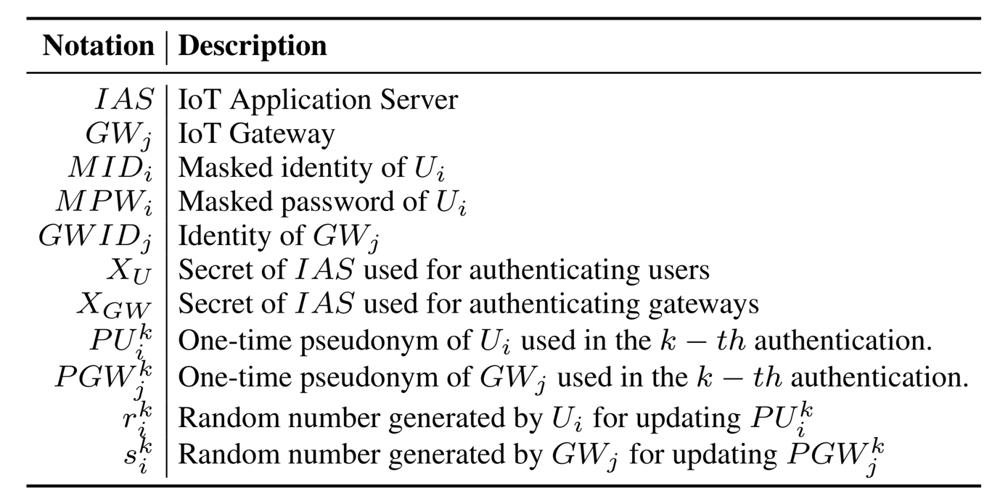 Notation Description
IAS IoT Application Server
GW_j IoT Gateway
MID_i Masked identity of U_i
MPW_i Masked password of U_i
GWID_j Identity of GW_j
X_U Secret of IAS used for authenticating users
X_GW Secret of IAS used for authenticating gateways
PU_i^k One-time pseudonym of U_i used in the k − th authentication.
PGW_j^k One-time pseudonym of GW_j used in the k − th authentication.
r_i^k Random number generated by U_i for updating PU_i^k
s_i^k Random number generated by GW_j for updating PGW_j^k